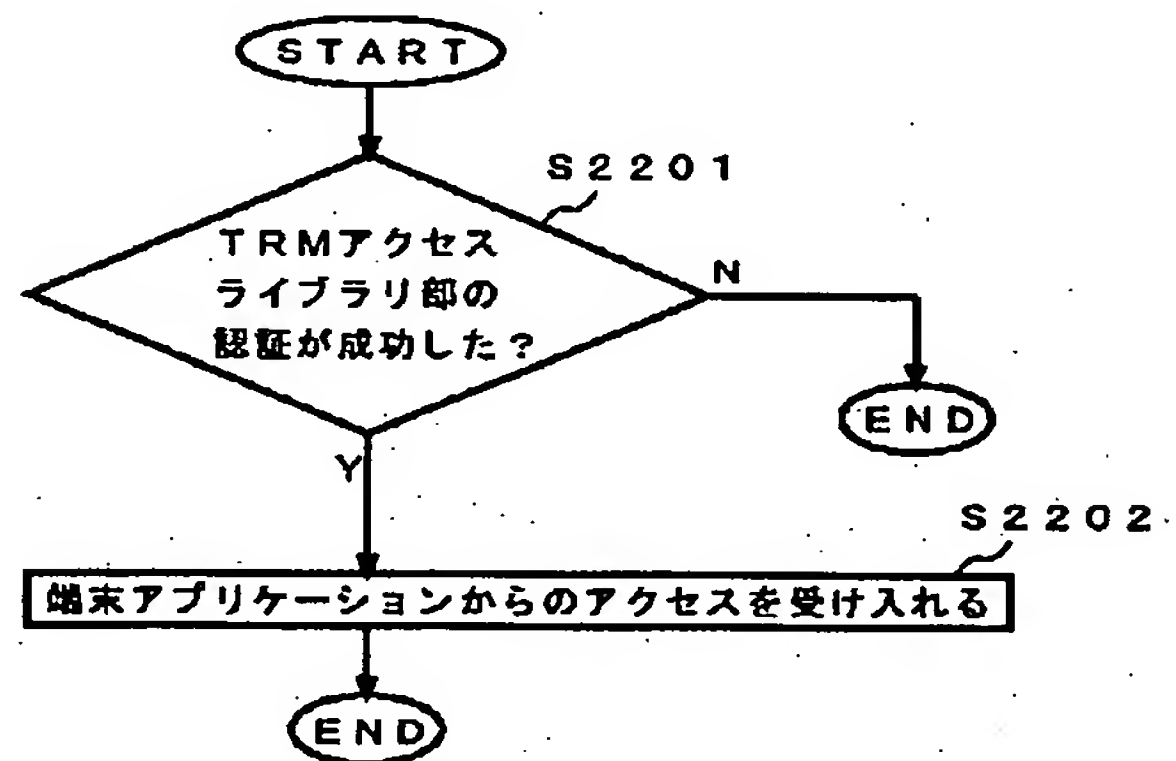 START
S2201
TRMアクセス
ライブラリ部の
認証が成功した？
N
END
Y
S2202
端末アプリケーションからのアクセスを受け入れる
END